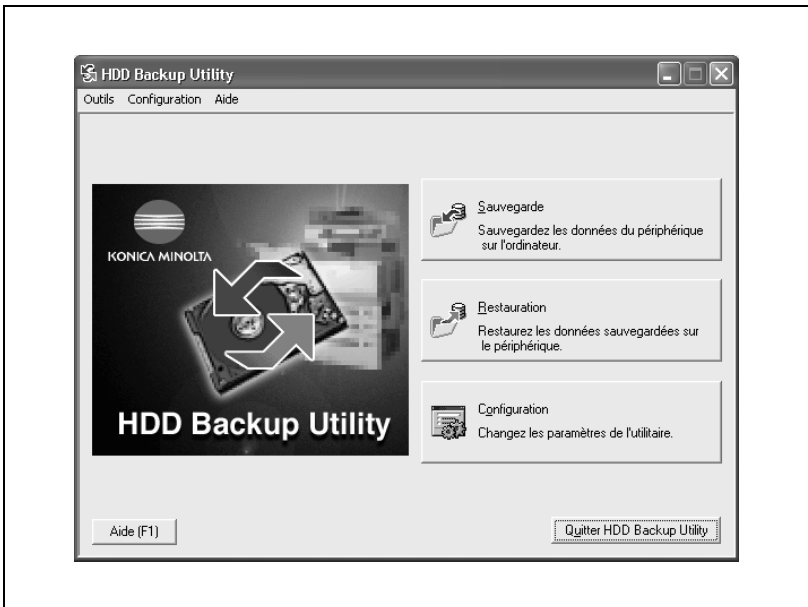 HDD Backup Utility
Outils Configuration Aide
KONICA MINOLTA
HDD Backup Utility
Sauvegarde
Sauvegardez les données du périphérique
sur l'ordinateur.
Restauration
Restaurez les données sauvegardées sur
le périphérique.
Configuration
Changez les paramètres de l'utilitaire.
Aide (F1)
Quitter HDD Backup Utility